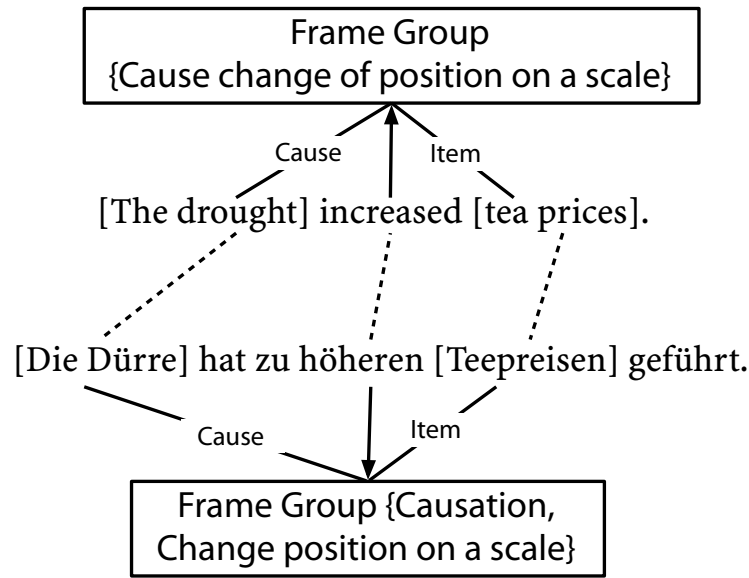 Frame Group
{Cause change of position on a scale}
Cause
Item
[The drought] increased [tea prices].
[Die Dürre] hat zu höheren [Teepreisen] geführt.
Cause
Item
Frame Group {Causation,
Change position on a scale}